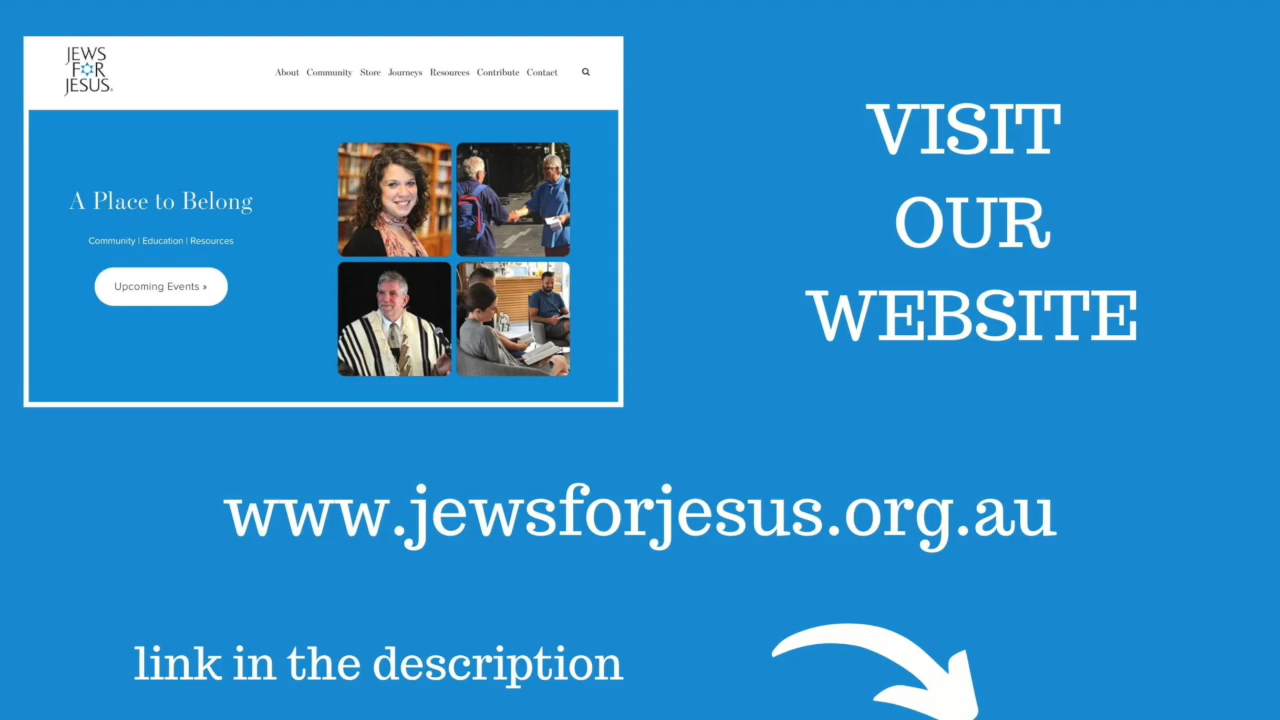 JEWS
FOR
JESUS®
About Community Store Journeys Resources Contribute Contact
A Place to Belong
Community | Education | Resources
Upcoming Events »
VISIT
OUR
WEBSITE
www.jewsforjesus.org.au
link in the description